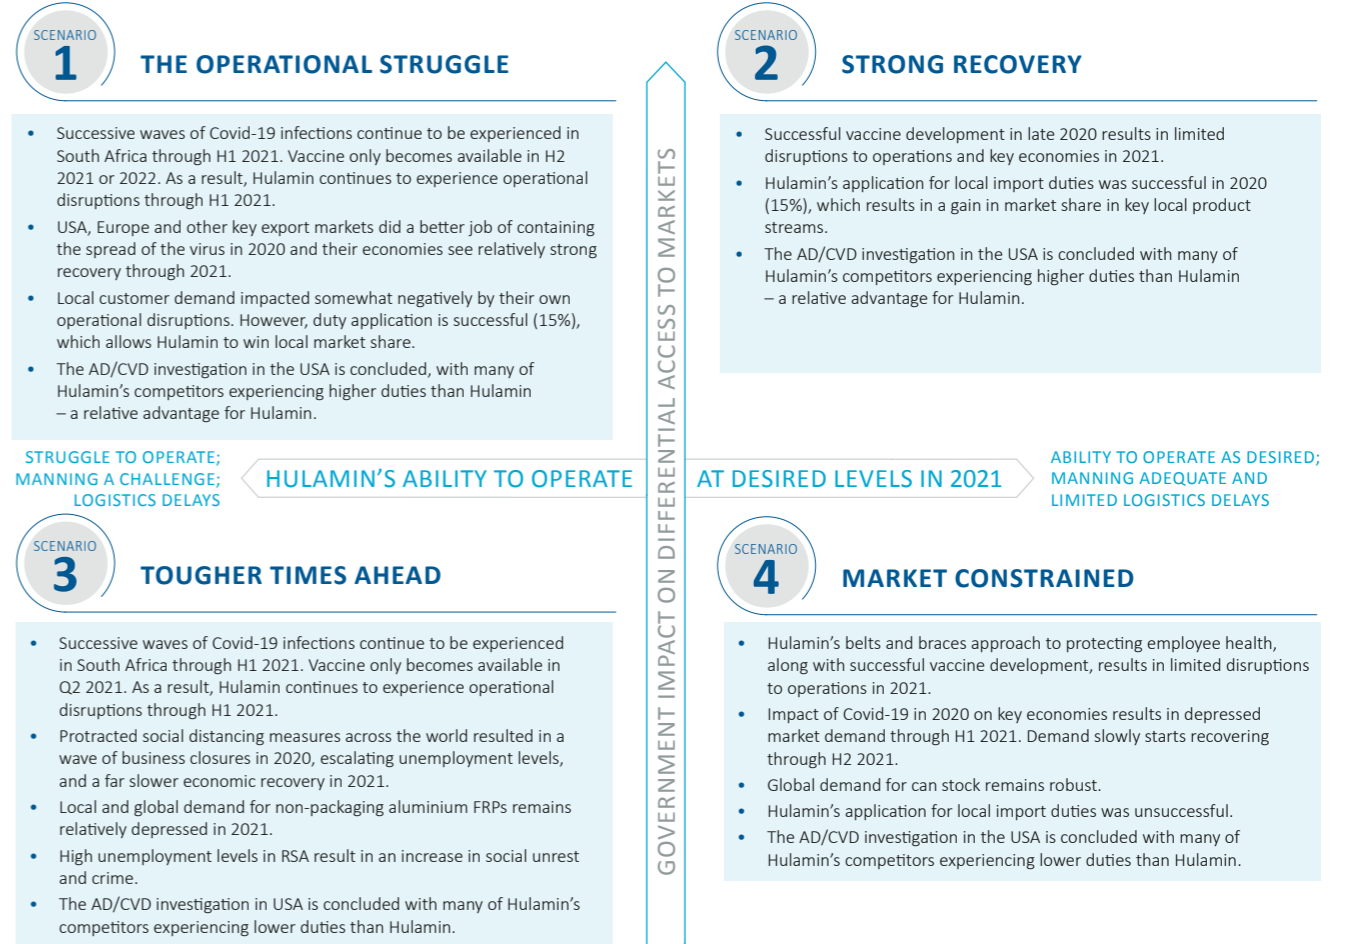 SCENARIO
1
THE OPERATIONAL STRUGGLE
• Successive waves of Covid-19 infections continue to be experienced in
South Africa through H1 2021. Vaccine only becomes available in H2
2021 or 2022. As a result, Hulamin continues to experience operational
disruptions through H1 2021.
• USA, Europe and other key export markets did a better job of containing
the spread of the virus in 2020 and their economies see relatively strong
recovery through 2021.
• Local customer demand impacted somewhat negatively by their own
operational disruptions. However, duty application is successful (15%),
which allows Hulamin to win local market share.
• The AD/CVD investigation in the USA is concluded, with many of
Hulamin’s competitors experiencing higher duties than Hulamin
– a relative advantage for Hulamin.
SCENARIO
2
STRONG RECOVERY
• Successful vaccine development in late 2020 results in limited
disruptions to operations and key economies in 2021.
• Hulamin’s application for local import duties was successful in 2020
(15%), which results in a gain in market share in key local product
streams.
• The AD/CVD investigation in the USA is concluded with many of
Hulamin’s competitors experiencing higher duties than Hulamin
– a relative advantage for Hulamin.
GOVERNMENT IMPACT ON DIFFERENTIAL ACCESS TO MARKETS
STRUGGLE TO OPERATE;
MANNING A CHALLENGE;
LOGISTICS DELAYS
HULAMIN’S ABILITY TO OPERATE AT DESIRED LEVELS IN 2021
ABILITY TO OPERATE AS DESIRED;
MANNING ADEQUATE AND
LIMITED LOGISTICS DELAYS
SCENARIO
3
TOUGHER TIMES AHEAD
• Successive waves of Covid-19 infections continue to be experienced
in South Africa through H1 2021. Vaccine only becomes available in
Q2 2021. As a result, Hulamin continues to experience operational
disruptions through H1 2021.
• Protracted social distancing measures across the world resulted in a
wave of business closures in 2020, escalating unemployment levels,
and a far slower economic recovery in 2021.
• Local and global demand for non-packaging aluminium FRPs remains
relatively depressed in 2021.
• High unemployment levels in RSA result in an increase in social unrest
and crime.
• The AD/CVD investigation in USA is concluded with many of Hulamin’s
competitors experiencing lower duties than Hulamin.
SCENARIO
4
MARKET CONSTRAINED
• Hulamin’s belts and braces approach to protecting employee health,
along with successful vaccine development, results in limited disruptions
to operations in 2021.
• Impact of Covid-19 in 2020 on key economies results in depressed
market demand through H1 2021. Demand slowly starts recovering
through H2 2021.
• Global demand for can stock remains robust.
• Hulamin’s application for local import duties was unsuccessful.
• The AD/CVD investigation in the USA is concluded with many of
Hulamin’s competitors experiencing lower duties than Hulamin.